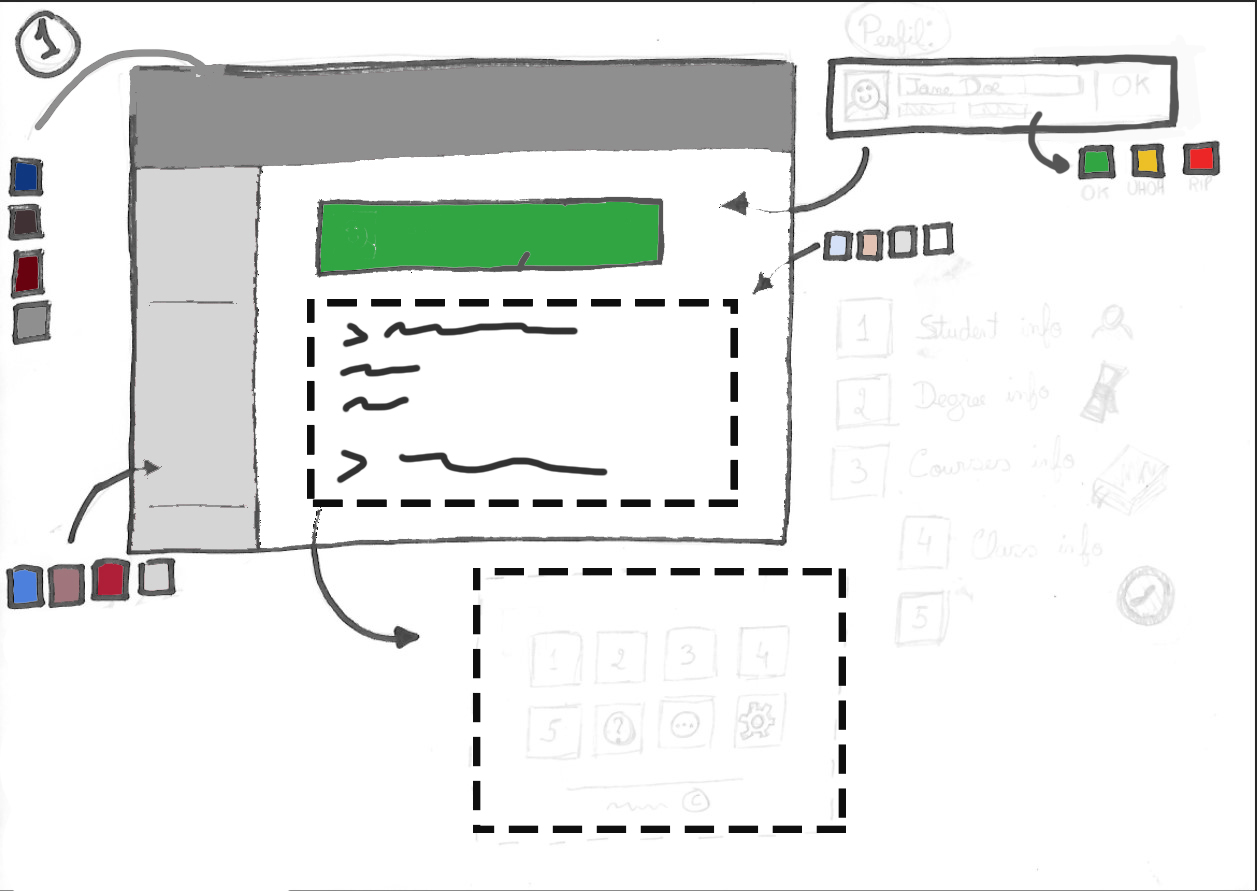 1
Perfil:
Jane Doe
OK
OK UHOH RIP
1 Student info
2 Degree info
3 Courses info
4 Class info
5
1 2 3 4
5 ? ...
C